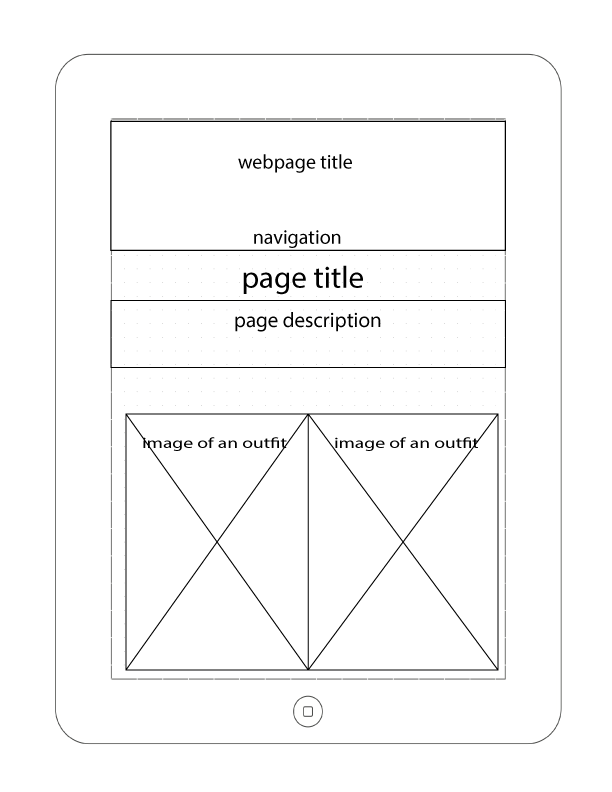 webpage title
navigation
page title
page description
image of an outfit
image of an outfit